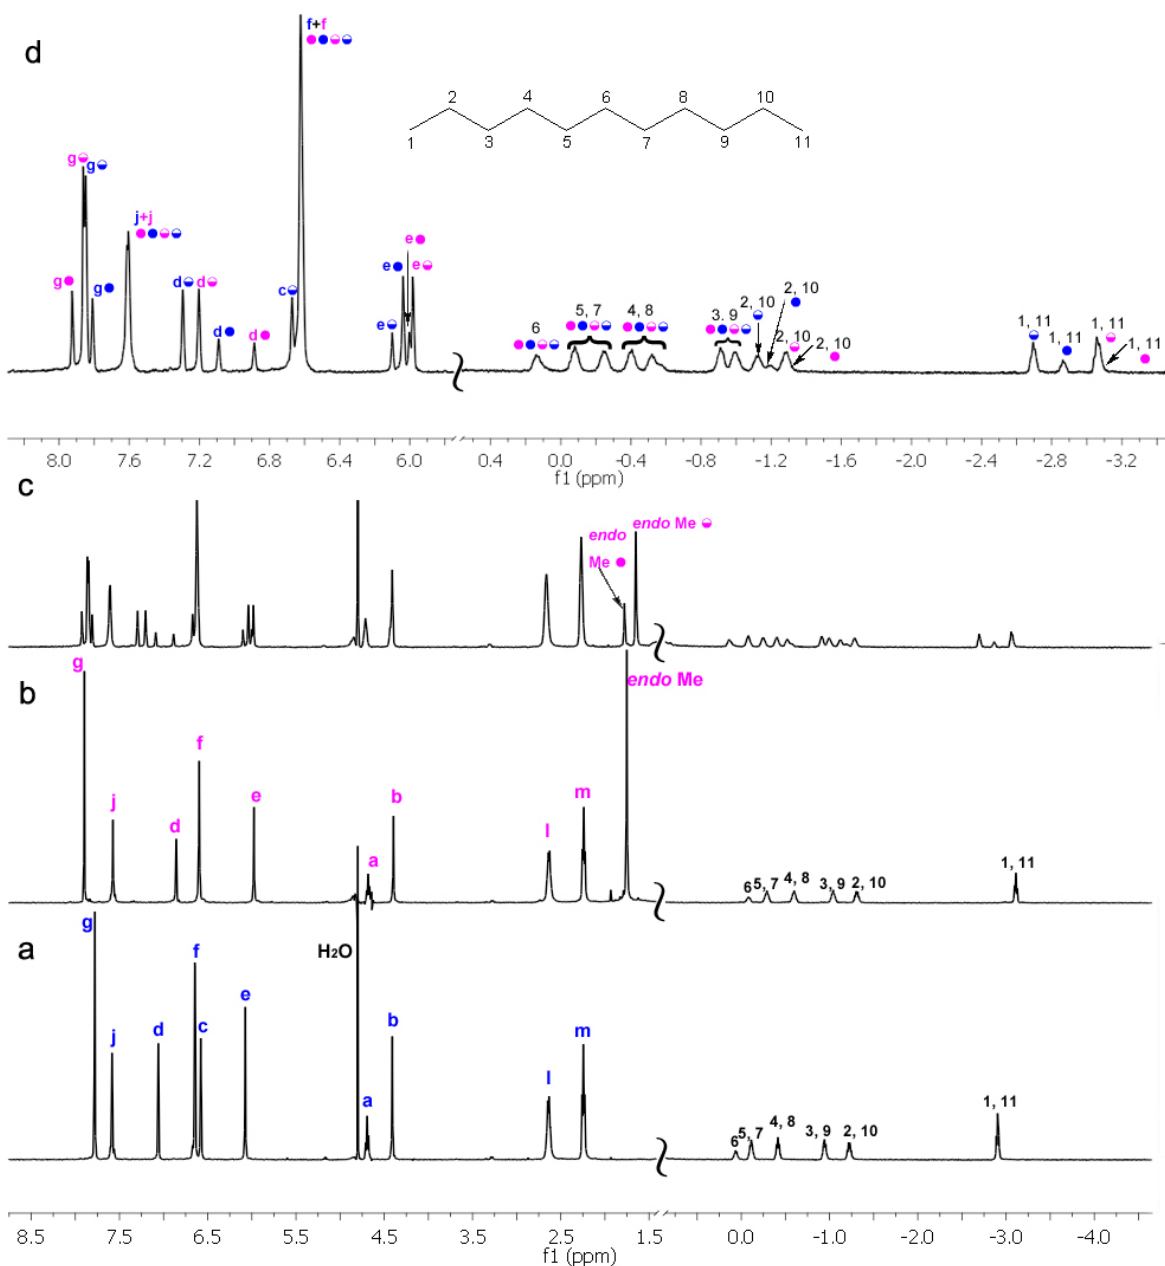 d
f+f
2 4 6 8 10
1 3 5 7 9 11
g
g
j+j
g
g
d d
d
d
c
e
e
e
e
6
5, 7
4, 8
3. 9
2, 10
2, 10
2, 10
2, 10
1, 11
1, 11
1, 11
1, 11
8.0 7.6 7.2 6.8 6.4 6.0 0.4 0.0 -0.4 -0.8 -1.2 -1.6 -2.0 -2.4 -2.8 -3.2
f1 (ppm)
c
endo Me
endo
Me
b
g
j
d
f
e
a
b
l
m
endo Me
6
5, 7
4, 8
3, 9
2, 10
1, 11
a
g
j
d
f
c
e
H2O
a
b
l
m
6
5, 7
4, 8
3, 9
2, 10
1, 11
8.5 7.5 6.5 5.5 4.5 3.5 2.5 1.5 0.0 -1.0 -2.0 -3.0 -4.0
f1 (ppm)